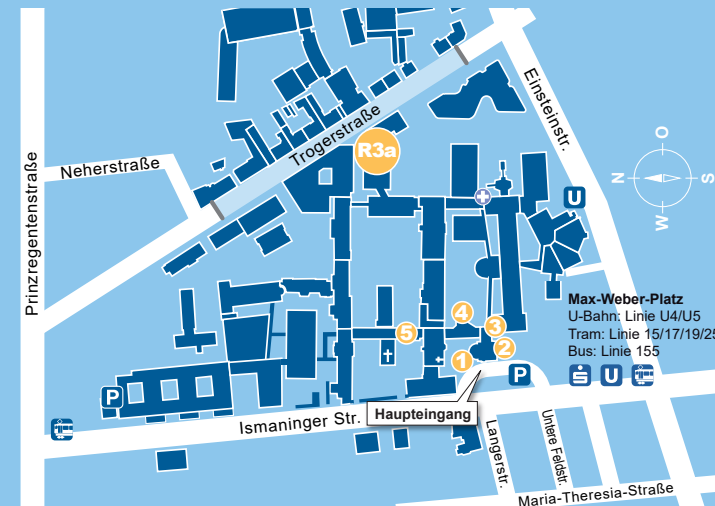 Einsteinstr.
Trogerstraße
R3a
Neherstraße
Prinzregentenstraße
N
O
S
W
U
Max-Weber-Platz
U-Bahn: Linie U4/U5
Tram: Linie 15/17/19/25
Bus: Linie 155
S U
4
3
5
2
1
P
P
Haupteingang
Ismaninger Str.
Langerstr.
Untere Feldstr.
Maria-Theresia-Straße